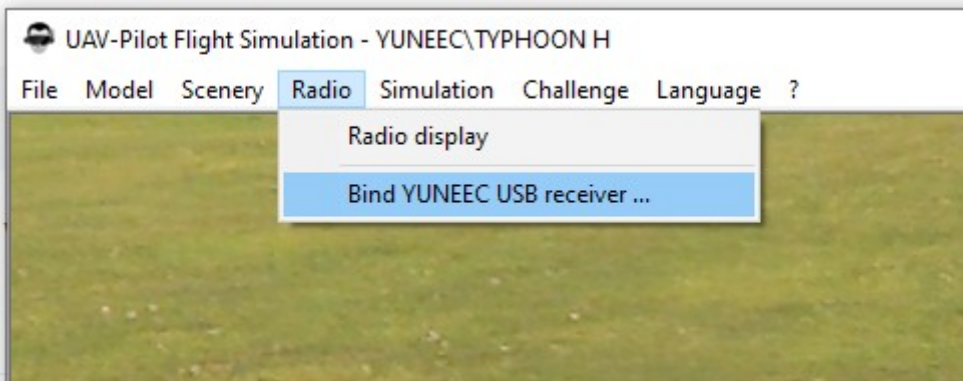 UAV-Pilot Flight Simulation - YUNEEC\TYPHOON H
File Model Scenery Radio Simulation Challenge Language ?
Radio display
Bind YUNEEC USB receiver ...